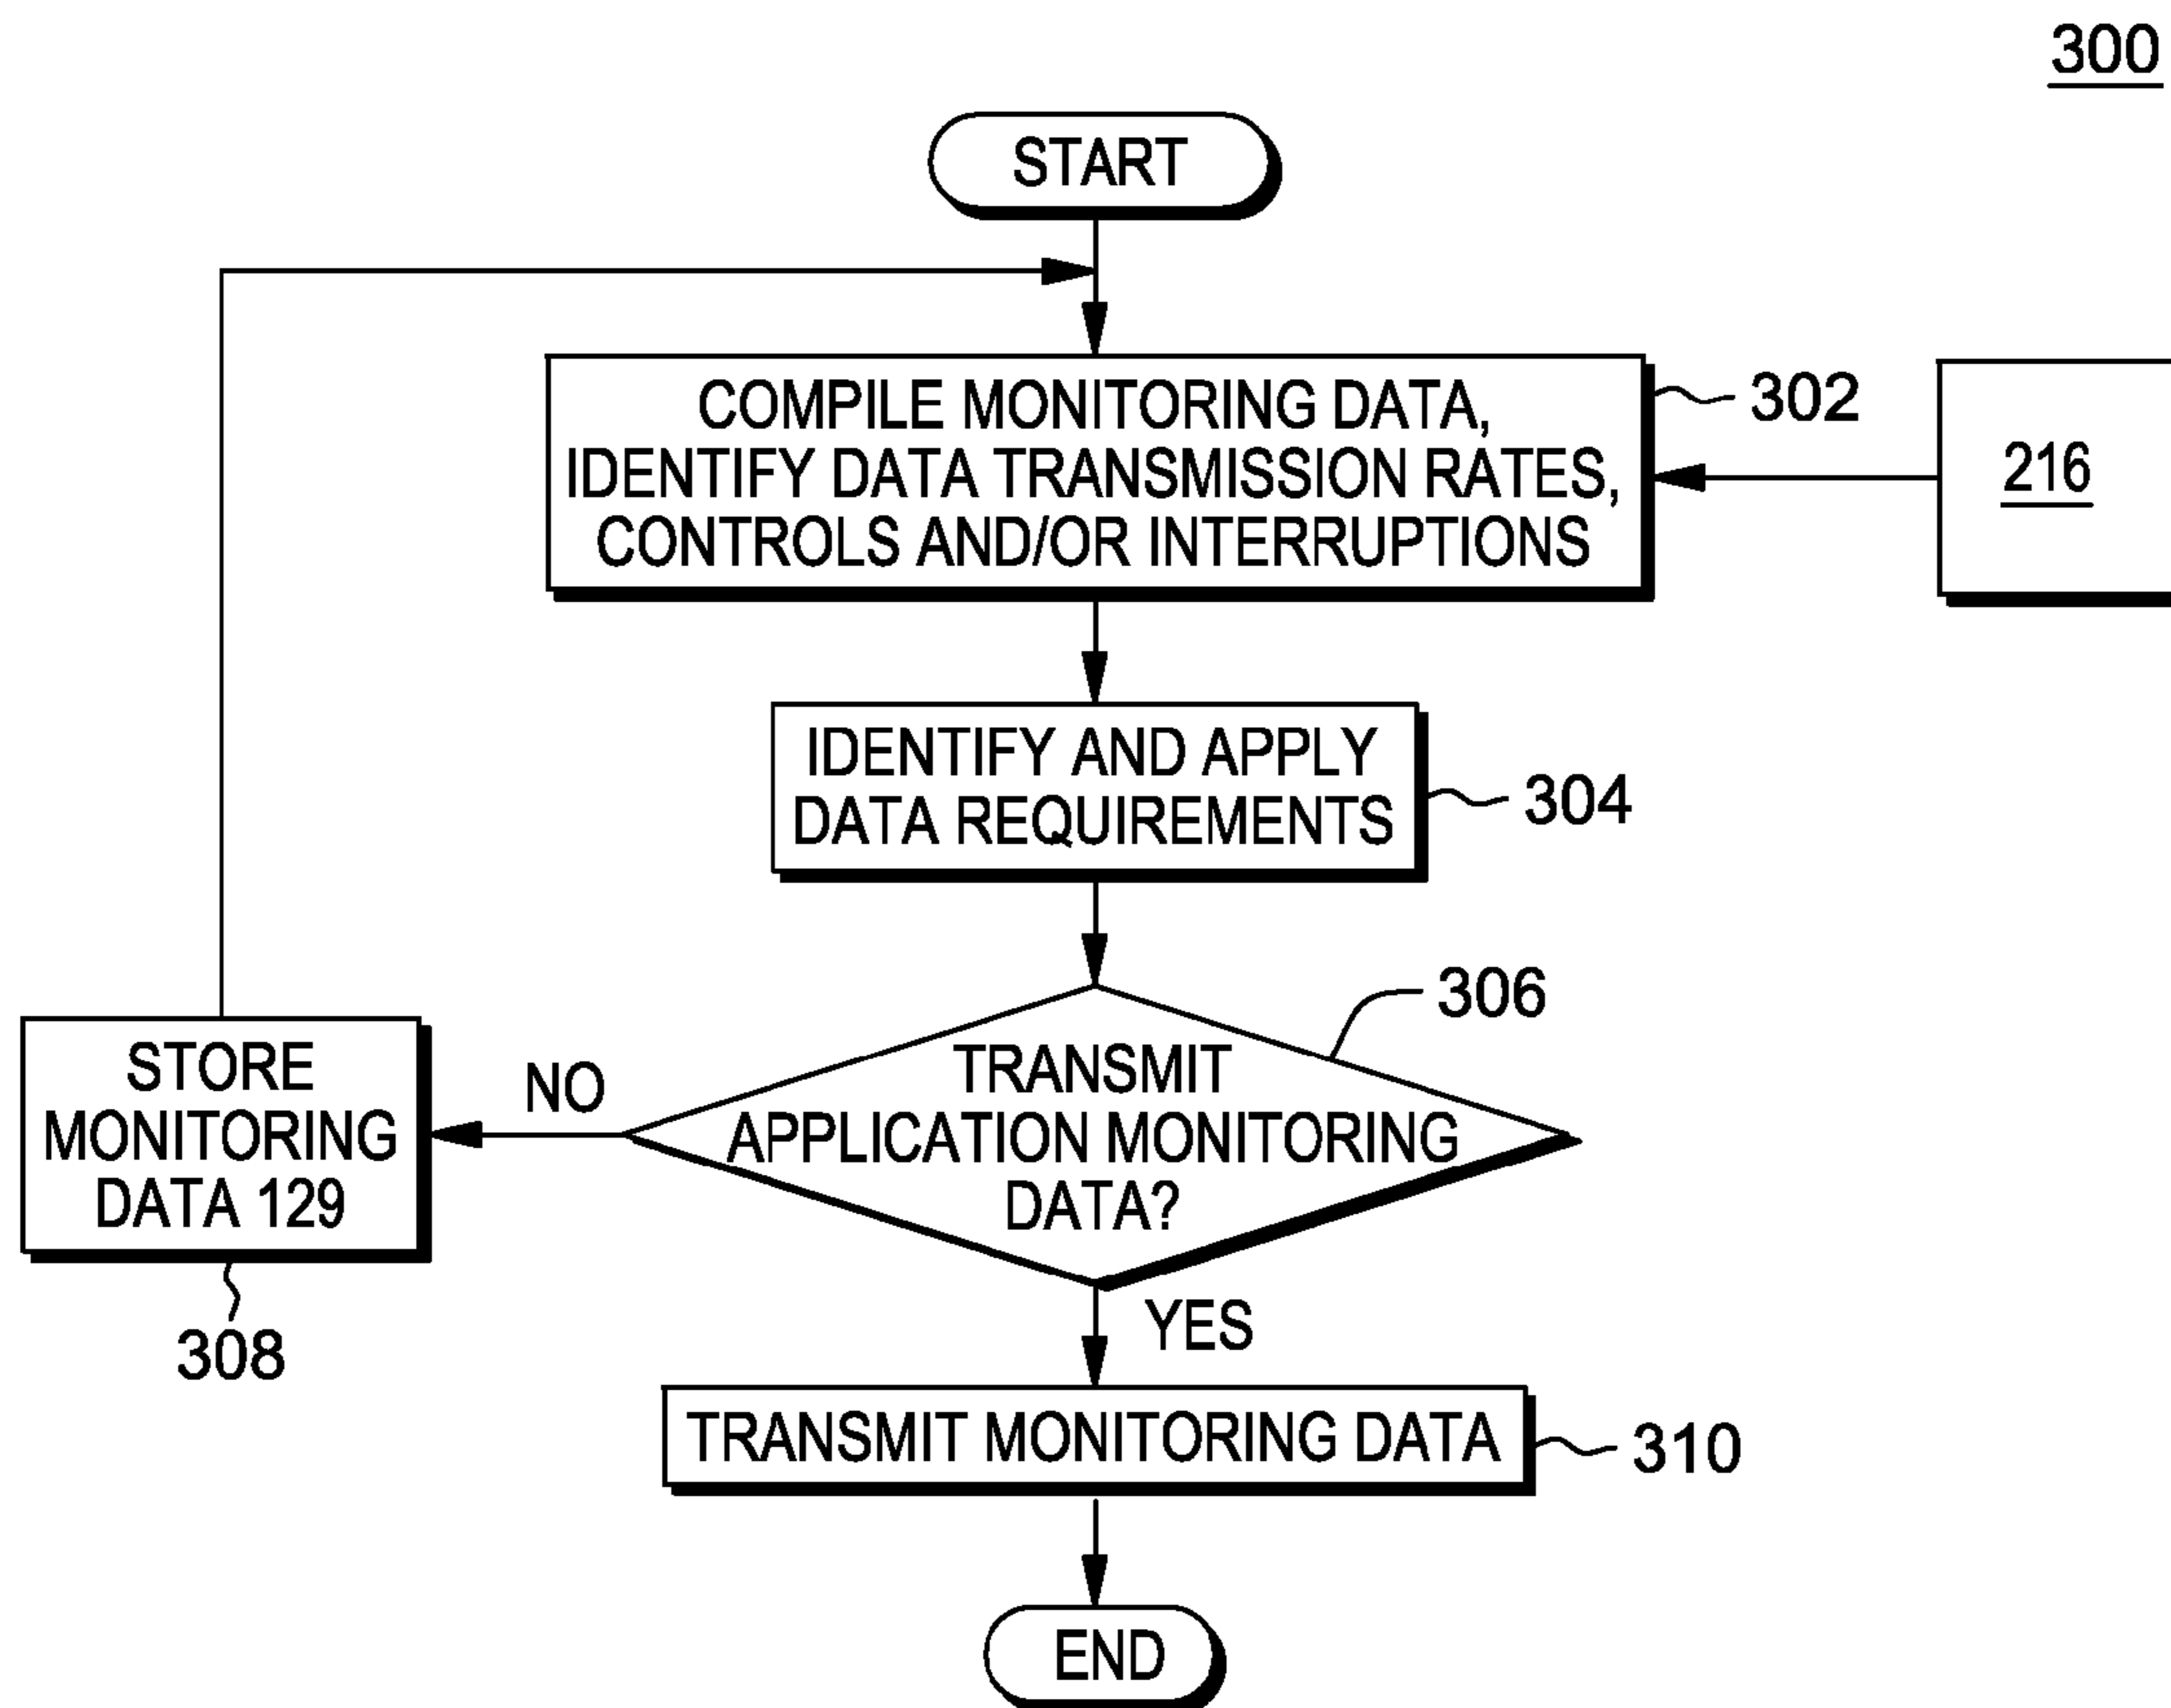 300
START
COMPILE MONITORING DATA,
IDENTIFY DATA TRANSMISSION RATES,
CONTROLS AND/OR INTERRUPTIONS
302
216
IDENTIFY AND APPLY
DATA REQUIREMENTS
304
306
TRANSMIT
APPLICATION MONITORING
DATA?
NO
STORE
MONITORING
DATA 129
308
YES
TRANSMIT MONITORING DATA
310
END